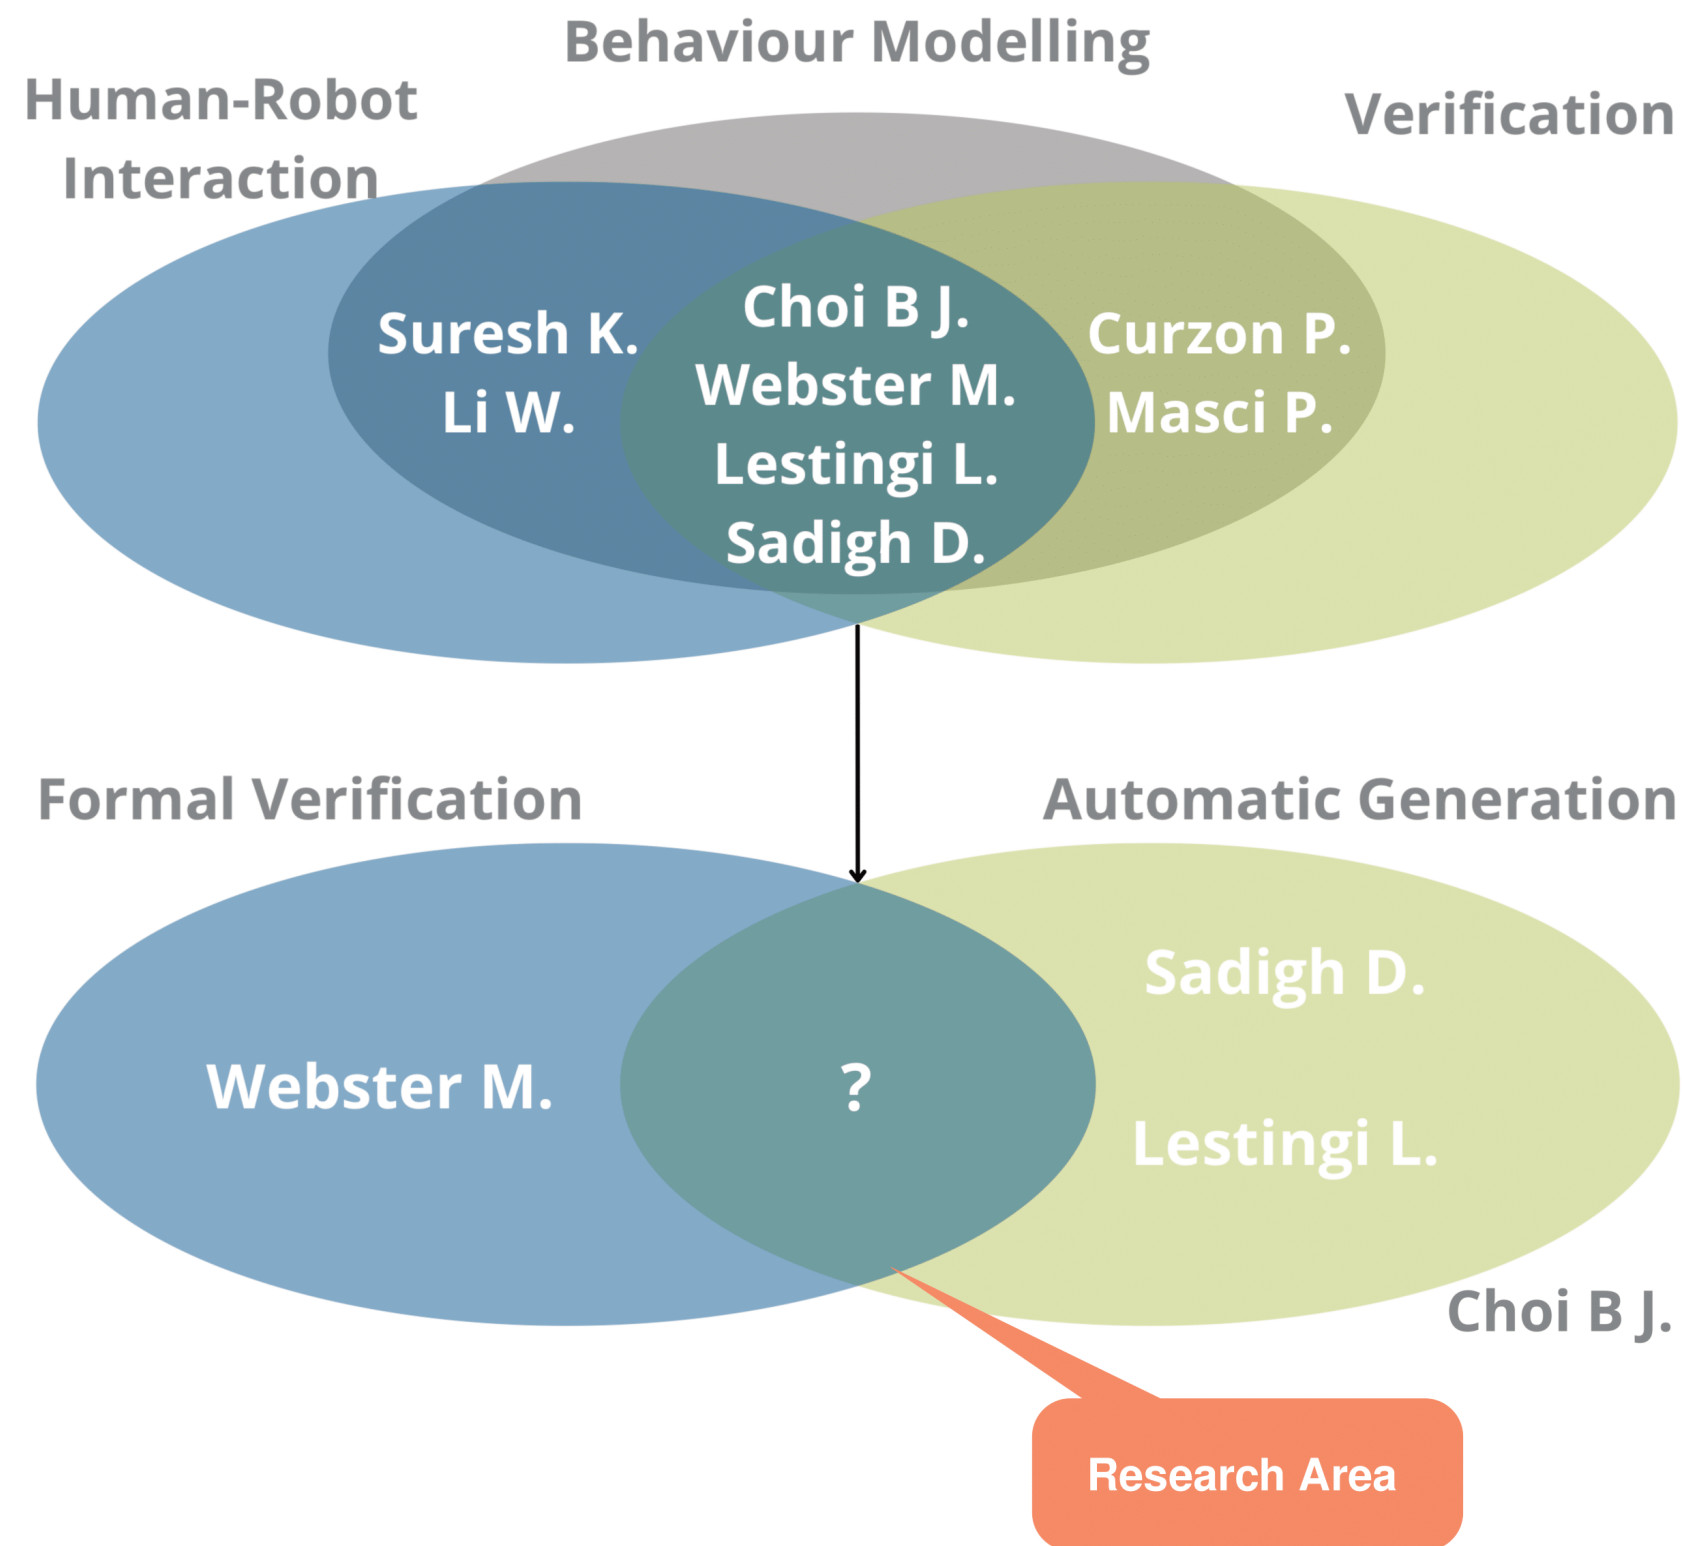 Behaviour Modelling
Human-Robot
Interaction
Verification
Suresh K.
Li W.
Choi B J.
Webster M.
Lestingi L.
Sadigh D.
Curzon P.
Masci P.
Formal Verification
Automatic Generation
Webster M.
?
Sadigh D.
Lestingi L.
Choi B J.
Research Area